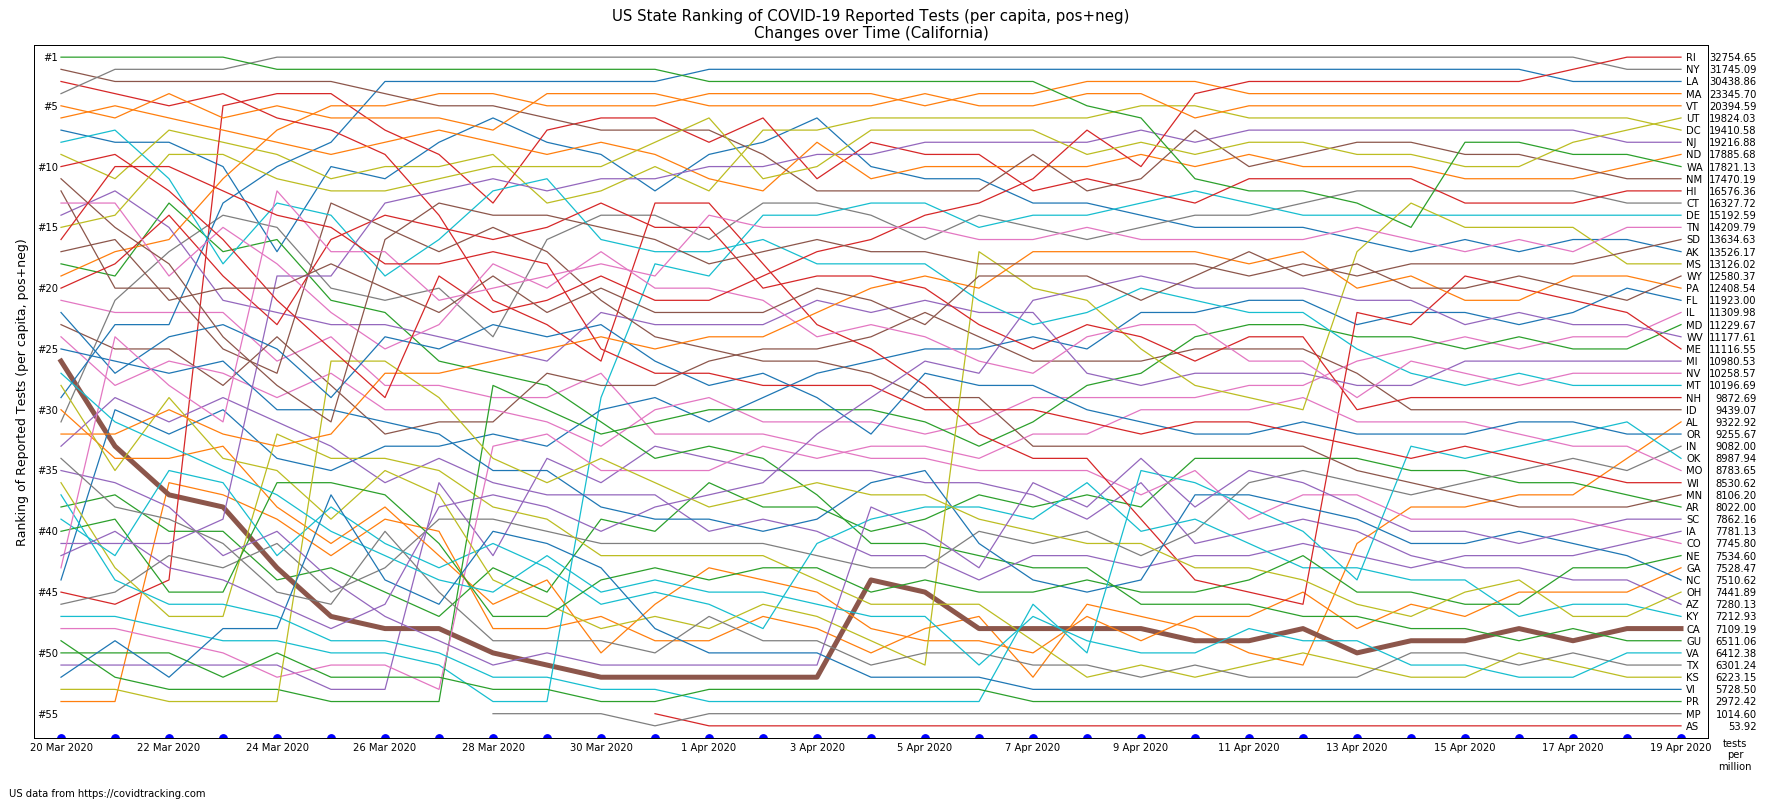 US State Ranking of COVID-19 Reported Tests (per capita, pos+neg)
Changes over Time (California)
Ranking of Reported Tests (per capita, pos+neg)
#1
#5
#10
#15
#20
#25
#30
#35
#40
#45
#50
#55
RI 32754.65
NY 31745.09
LA 30438.86
MA 23345.70
VT 20394.59
UT 19824.03
DC 19410.58
NJ 19216.88
ND 17885.68
WA 17821.13
NM 17470.19
HI 16576.36
CT 16327.72
DE 15192.59
TN 14209.79
SD 13634.63
AK 13526.17
MS 13126.02
WY 12580.37
PA 12408.54
FL 11923.00
IL 11309.98
MD 11229.67
WV 11177.61
ME 11116.55
MI 10980.53
NV 10258.57
MT 10196.69
NH 9872.69
ID 9439.07
AL 9322.92
OR 9255.67
IN 9082.00
OK 8987.94
MO 8783.65
WI 8530.62
MN 8106.20
AR 8022.00
SC 7862.16
IA 7781.13
CO 7745.80
NE 7534.60
GA 7528.47
NC 7510.62
OH 7441.89
AZ 7280.13
KY 7212.93
CA 7109.19
GU 6511.06
VA 6412.38
TX 6301.24
KS 6223.15
VI 5728.50
PR 2972.42
MP 1014.60
AS 53.92
20 Mar 2020 22 Mar 2020 24 Mar 2020 26 Mar 2020 28 Mar 2020 30 Mar 2020 1 Apr 2020 3 Apr 2020 5 Apr 2020 7 Apr 2020 9 Apr 2020 11 Apr 2020 13 Apr 2020 15 Apr 2020 17 Apr 2020 19 Apr 2020
tests
per
million
US data from https://covidtracking.com